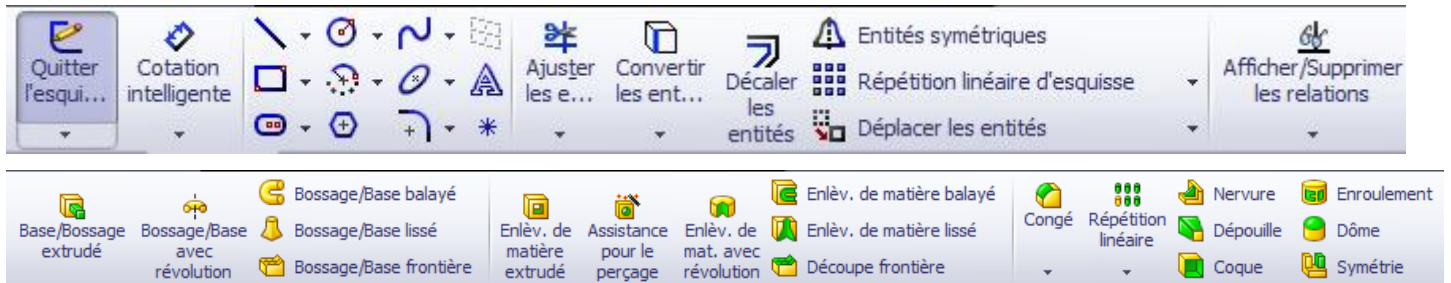 Quitter
l'esqui...
Cotation
intelligente
Ajuster
les e...
Convertir
les ent...
Décaler
les
entités
Entités symétriques
Répétition linéaire d'esquisse
Déplacer les entités
Afficher/Supprimer
les relations
Base/Bossage
extrudé
Bossage/Base
avec
révolution
Bossage/Base balayé
Bossage/Base lissé
Bossage/Base frontière
Enlèv. de
matière
extrudé
Assistance
pour le
perçage
Enlèv. de
mat. avec
révolution
Enlèv. de matière balayé
Enlèv. de matière lissé
Découpe frontière
Congé
Répétition
linéaire
Nervure
Dépouille
Coque
Enroulement
Dôme
Symétrie